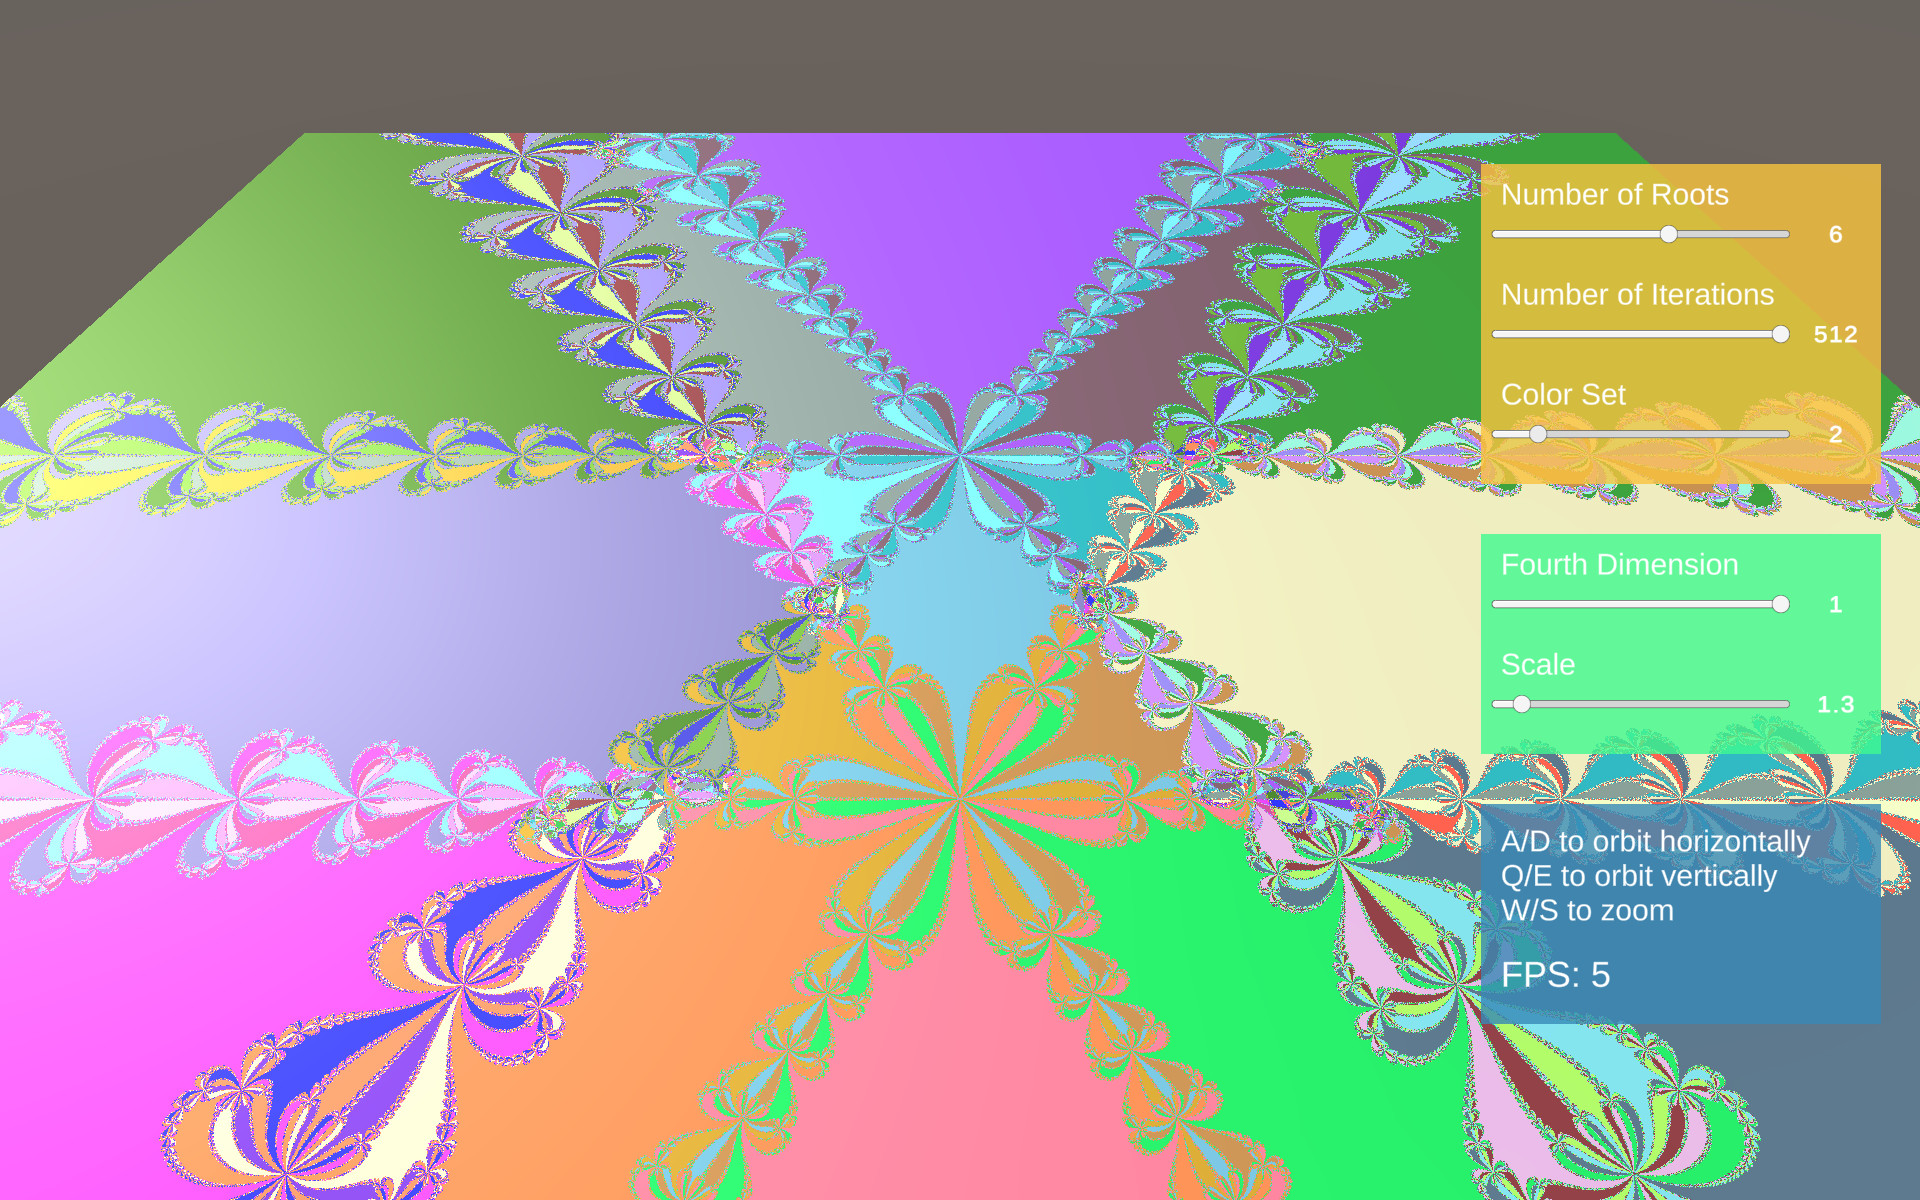 Number of Roots
6
Number of Iterations
512
Color Set
2
Fourth Dimension
1
Scale
1.3
A/D to orbit horizontally
Q/E to orbit vertically
W/S to zoom
FPS: 5